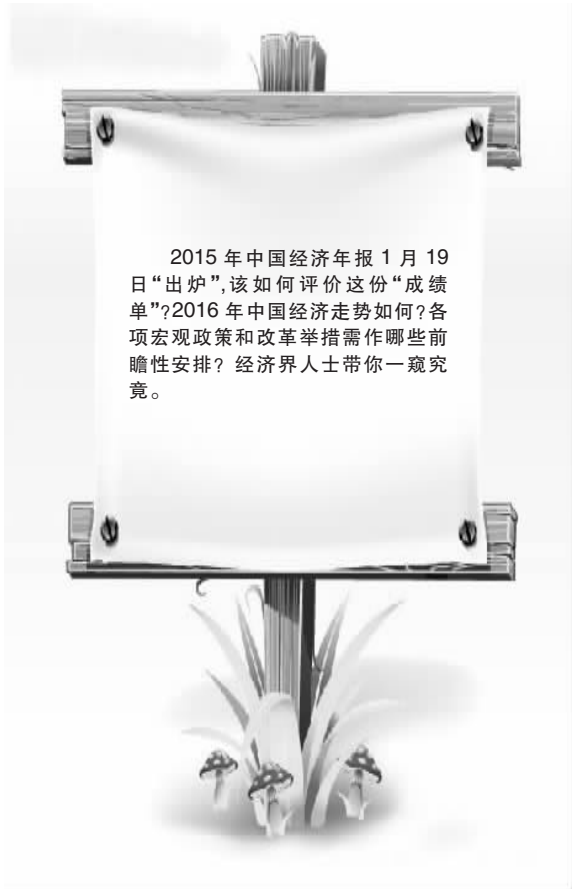 2015 年中国经济年报 1 月 19
日“出炉”,该如何评价这份“成绩
单”?2016 年中国经济走势如何?各
项宏观政策和改革举措需作哪些前
瞻性安排? 经济界人士带你一窥究
竟。